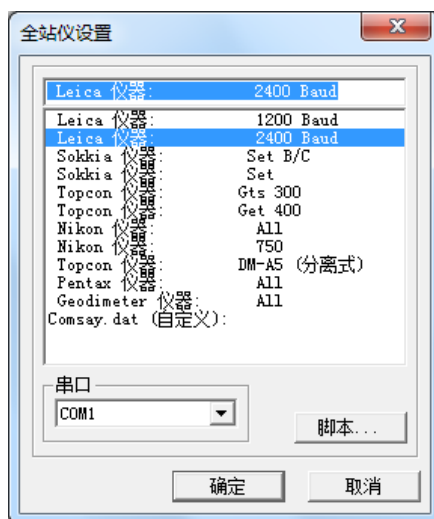 全站仪设置
Leica 仪器: 2400 Baud
Leica 仪器: 1200 Baud
Leica 仪器: 2400 Baud
Sokkia 仪器: Set B/C
Sokkia 仪器: Set
Topcon 仪器: Gts 300
Topcon 仪器: Get 400
Nikon 仪器: All
Nikon 仪器: 750
Topcon 仪器: DM-A5 (分离式)
Pentax 仪器: All
Geodimeter 仪器: All
Comsay.dat (自定义):
串口
COM1
脚本...
确定 取消